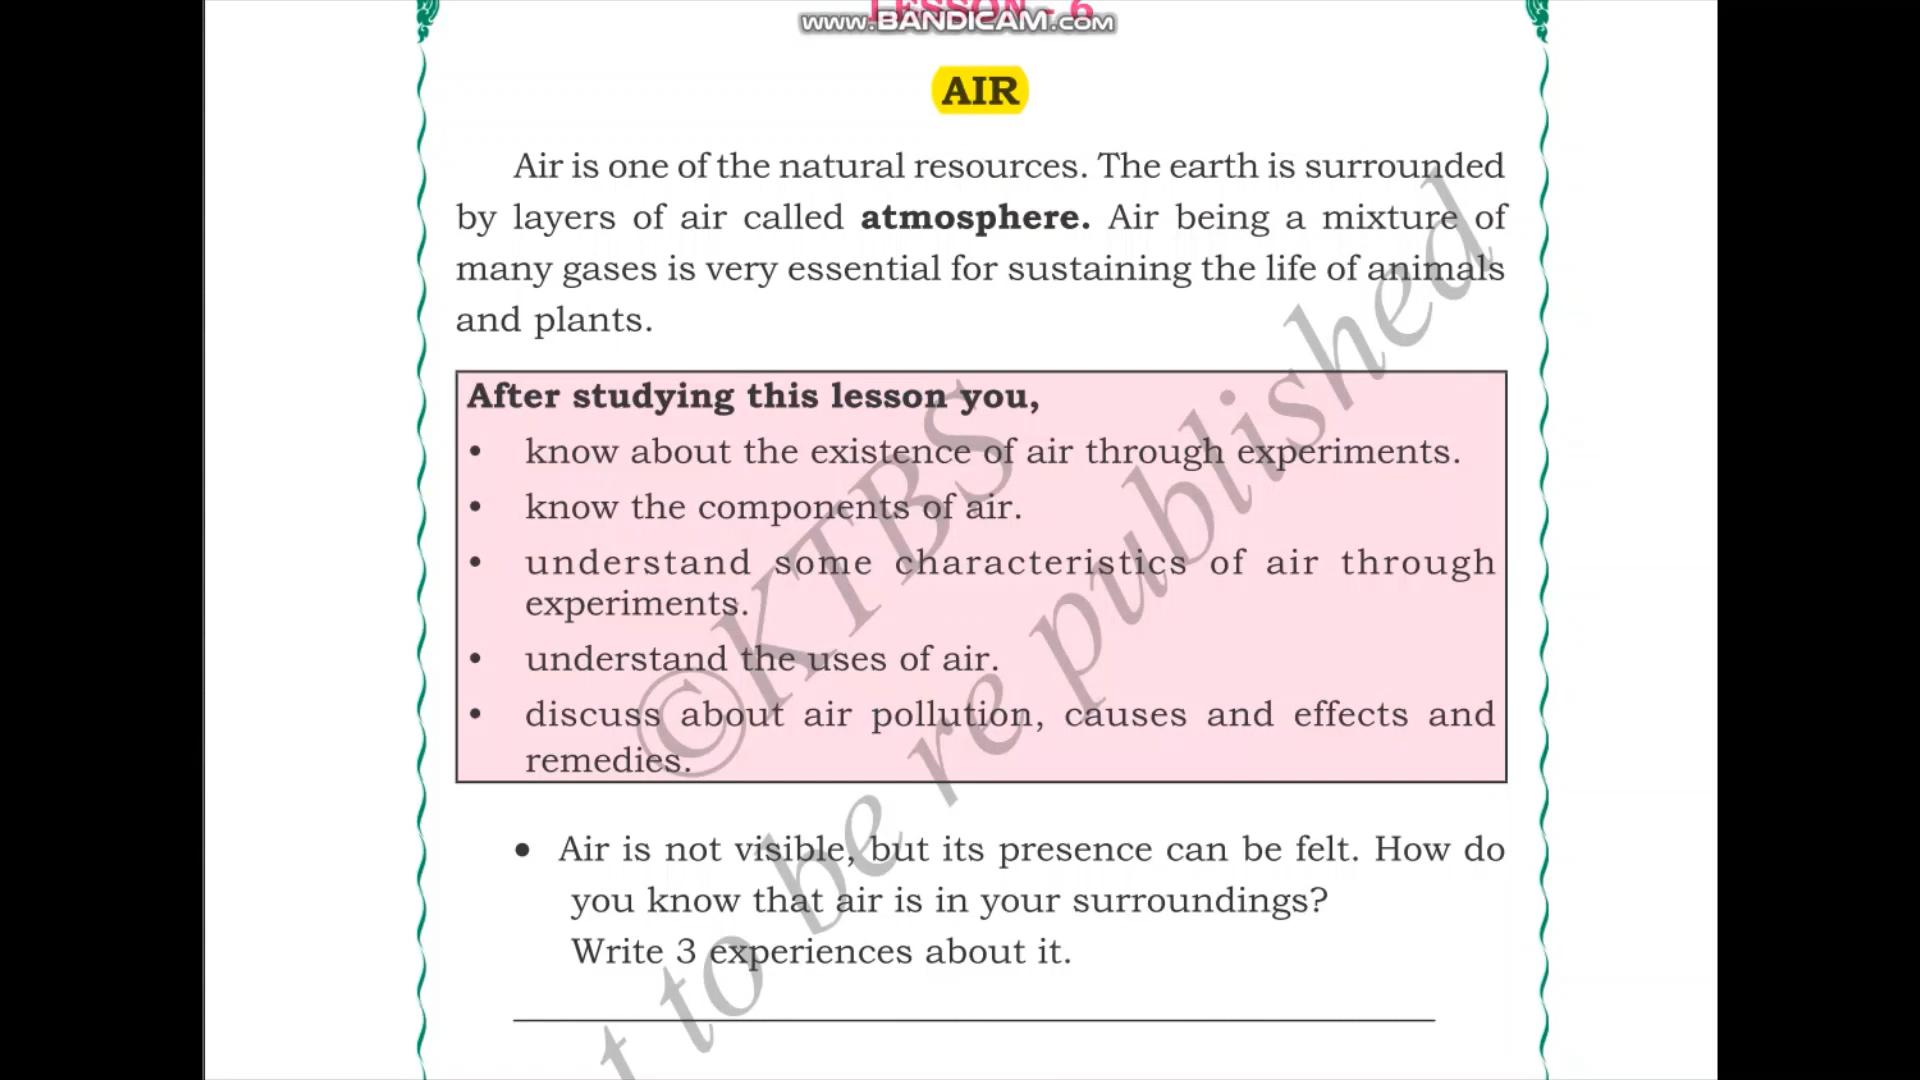 LESSON - 6
www.BANDICAM.com
AIR
Air is one of the natural resources. The earth is surrounded
by layers of air called atmosphere. Air being a mixture of
many gases is very essential for sustaining the life of animals
and plants.
After studying this lesson you,
• know about the existence of air through experiments.
• know the components of air.
• understand some characteristics of air through
experiments.
• understand the uses of air.
• discuss about air pollution, causes and effects and
remedies.
• Air is not visible, but its presence can be felt. How do
you know that air is in your surroundings?
Write 3 experiences about it.
©KTBS
t to be re published